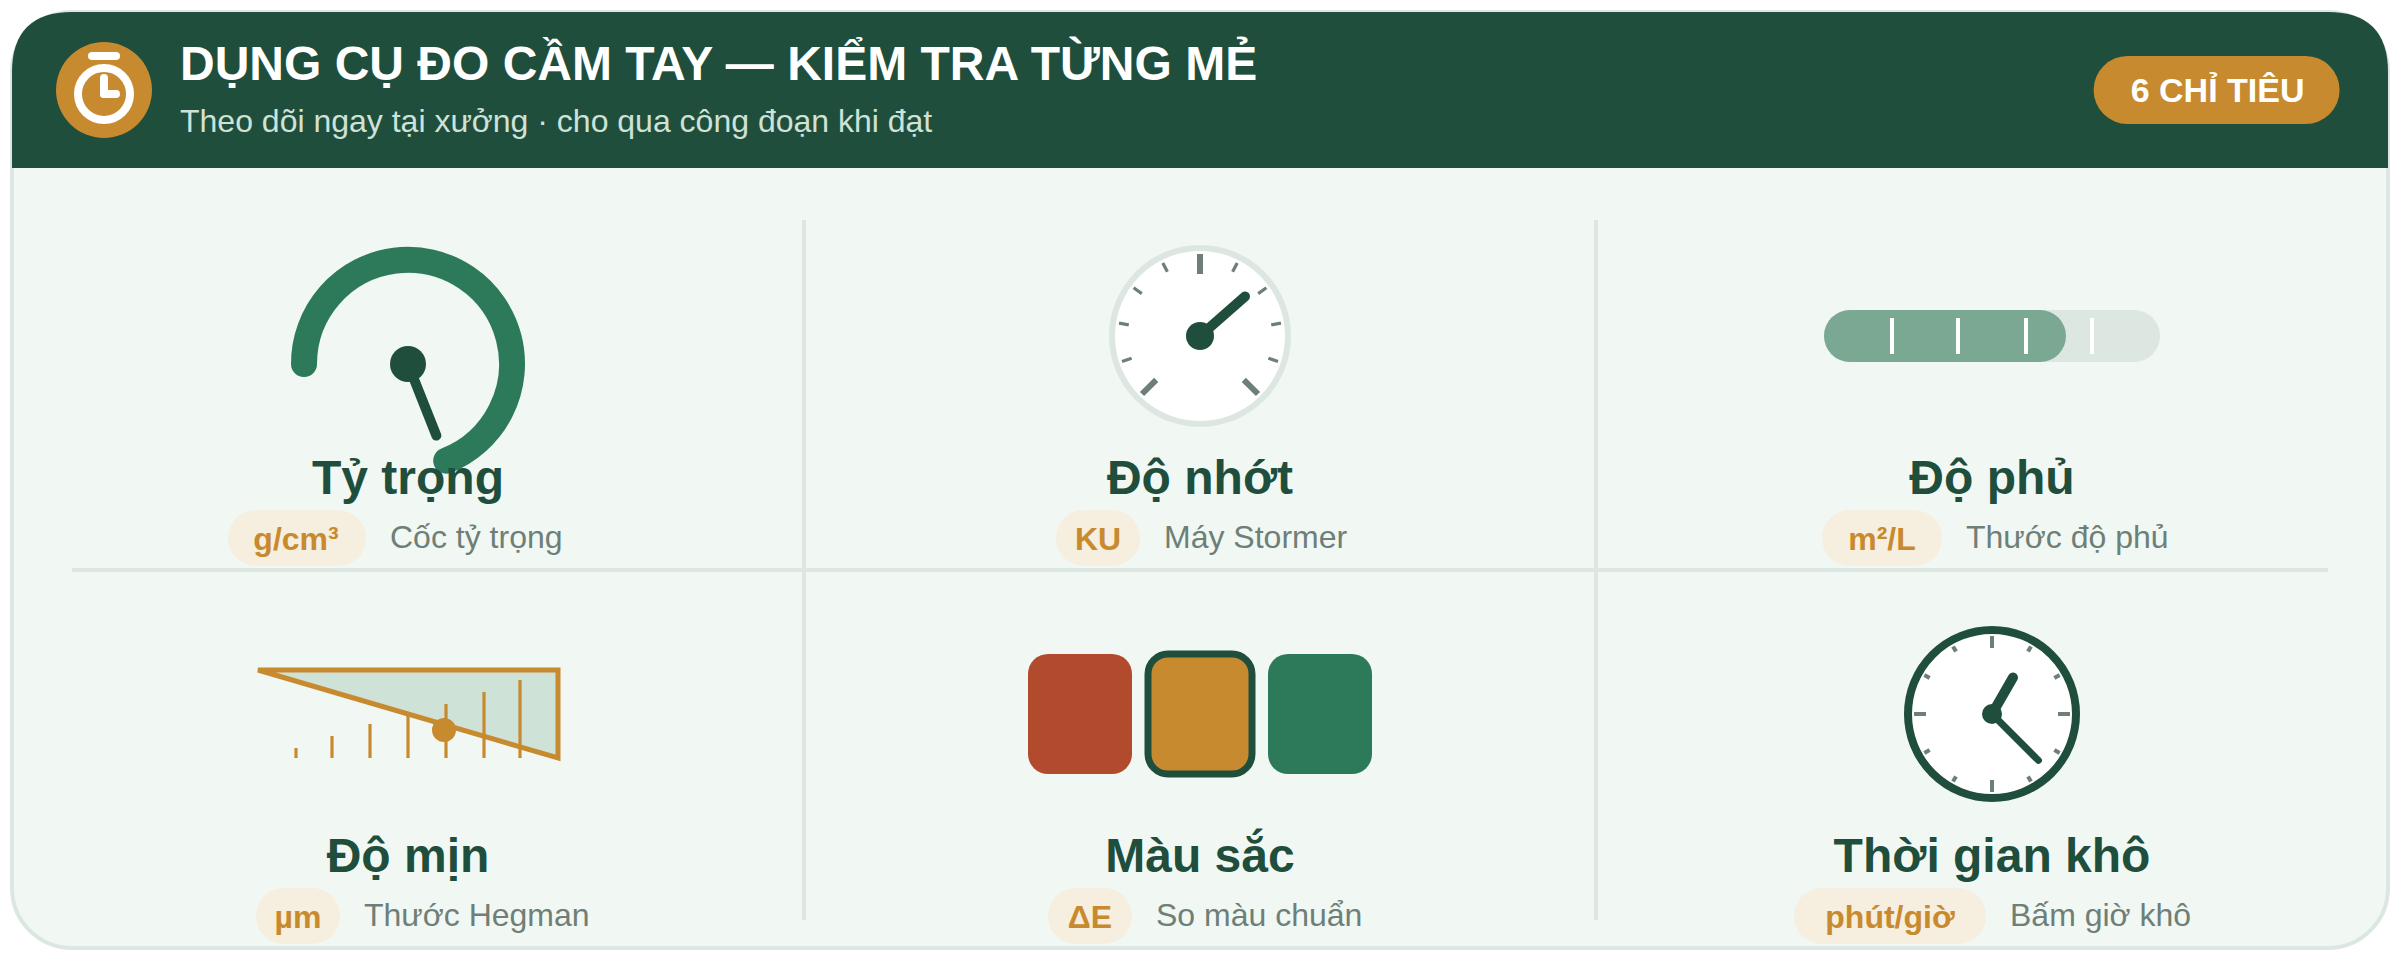 DỤNG CỤ ĐO CẦM TAY — KIỂM TRA TỪNG MẺ
Theo dõi ngay tại xưởng · cho qua công đoạn khi đạt
6 CHỈ TIÊU
Tỷ trọng
g/cm³ Cốc tỷ trọng
Độ nhớt
KU Máy Stormer
Độ phủ
m²/L Thước độ phủ
Độ mịn
µm Thước Hegman
Màu sắc
ΔE So màu chuẩn
Thời gian khô
phút/giờ Bấm giờ khô